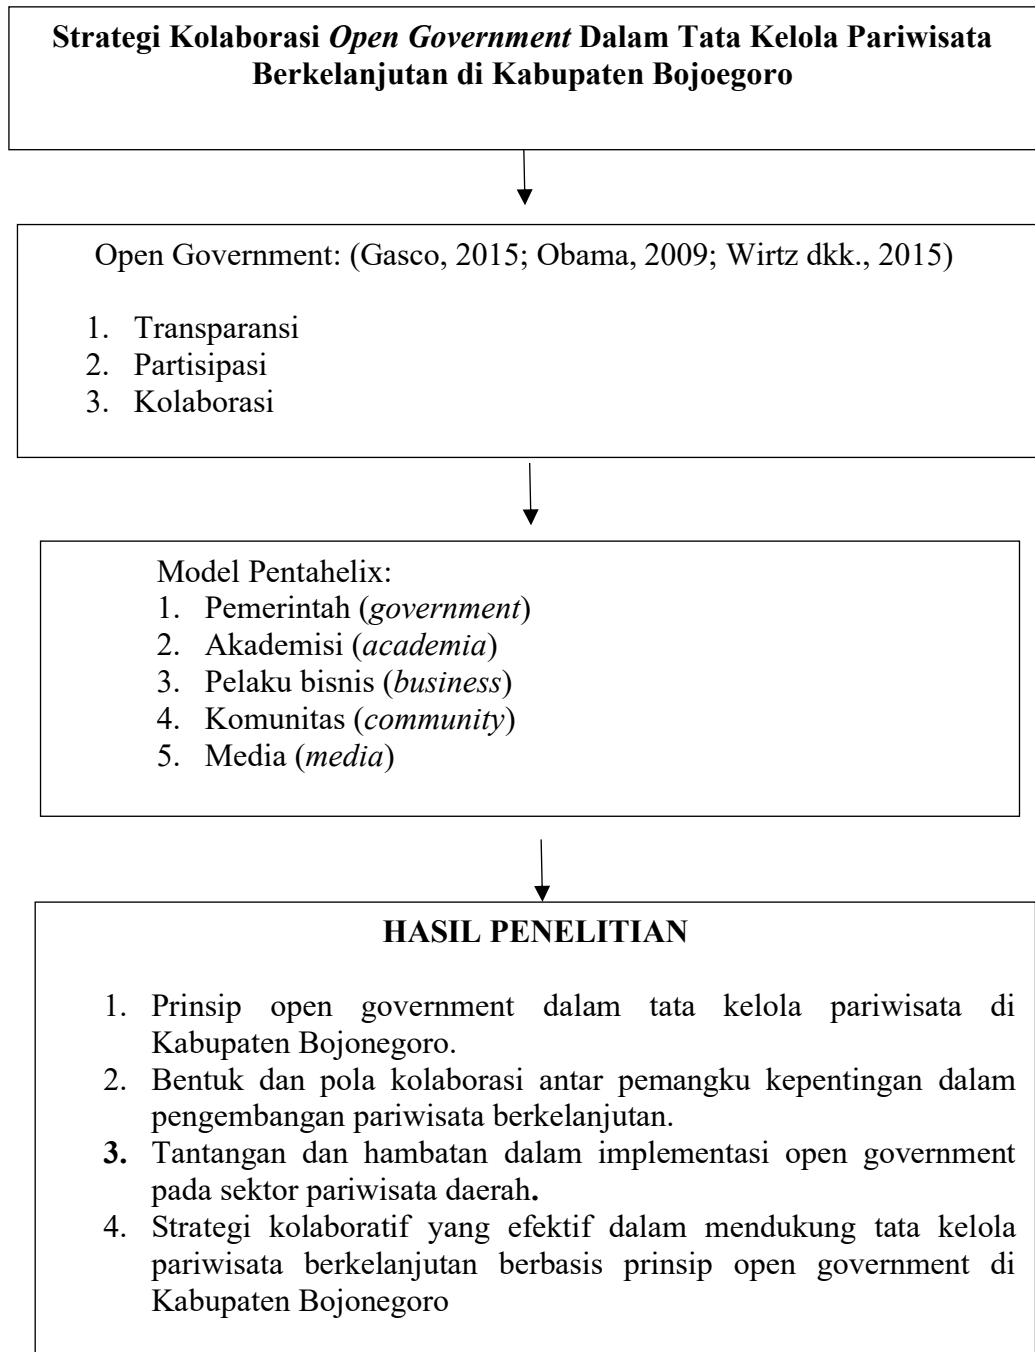 Strategi Kolaborasi Open Government Dalam Tata Kelola Pariwisata
Berkelanjutan di Kabupaten Bojoegoro
Open Government: (Gasco, 2015; Obama, 2009; Wirtz dkk., 2015)
1. Transparansi
2. Partisipasi
3. Kolaborasi
Model Pentahelix:
1. Pemerintah (government)
2. Akademisi (academia)
3. Pelaku bisnis (business)
4. Komunitas (community)
5. Media (media)
HASIL PENELITIAN
1. Prinsip open government dalam tata kelola pariwisata di
Kabupaten Bojonegoro.
2. Bentuk dan pola kolaborasi antar pemangku kepentingan dalam
pengembangan pariwisata berkelanjutan.
3. Tantangan dan hambatan dalam implementasi open government
pada sektor pariwisata daerah.
4. Strategi kolaboratif yang efektif dalam mendukung tata kelola
pariwisata berkelanjutan berbasis prinsip open government di
Kabupaten Bojonegoro